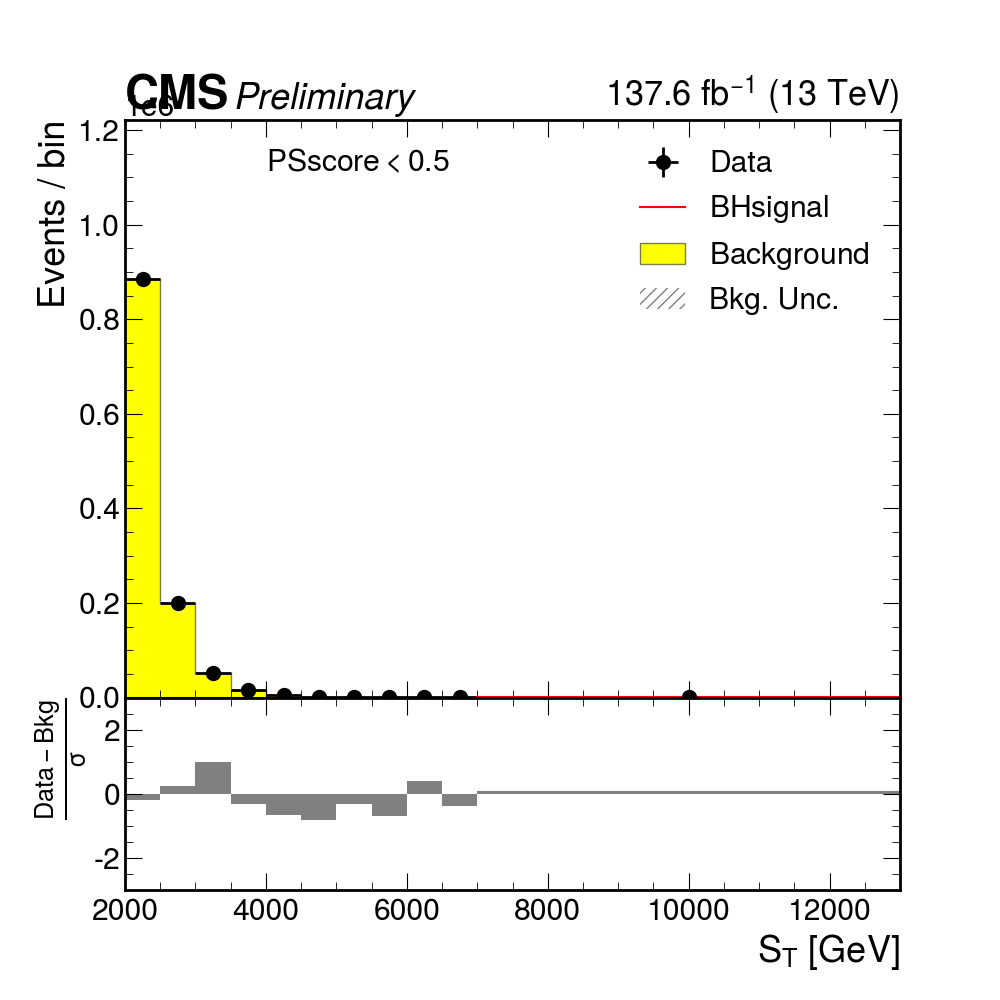 CMS Preliminary 137.6 fb⁻¹ (13 TeV)
1e6
Events / bin
1.2
1.0
0.8
0.6
0.4
0.2
0.0
PSscore < 0.5
Data
BHsignal
Background
Bkg. Unc.
Data − Bkg
σ
2
0
-2
2000 4000 6000 8000 10000 12000
S_T [GeV]